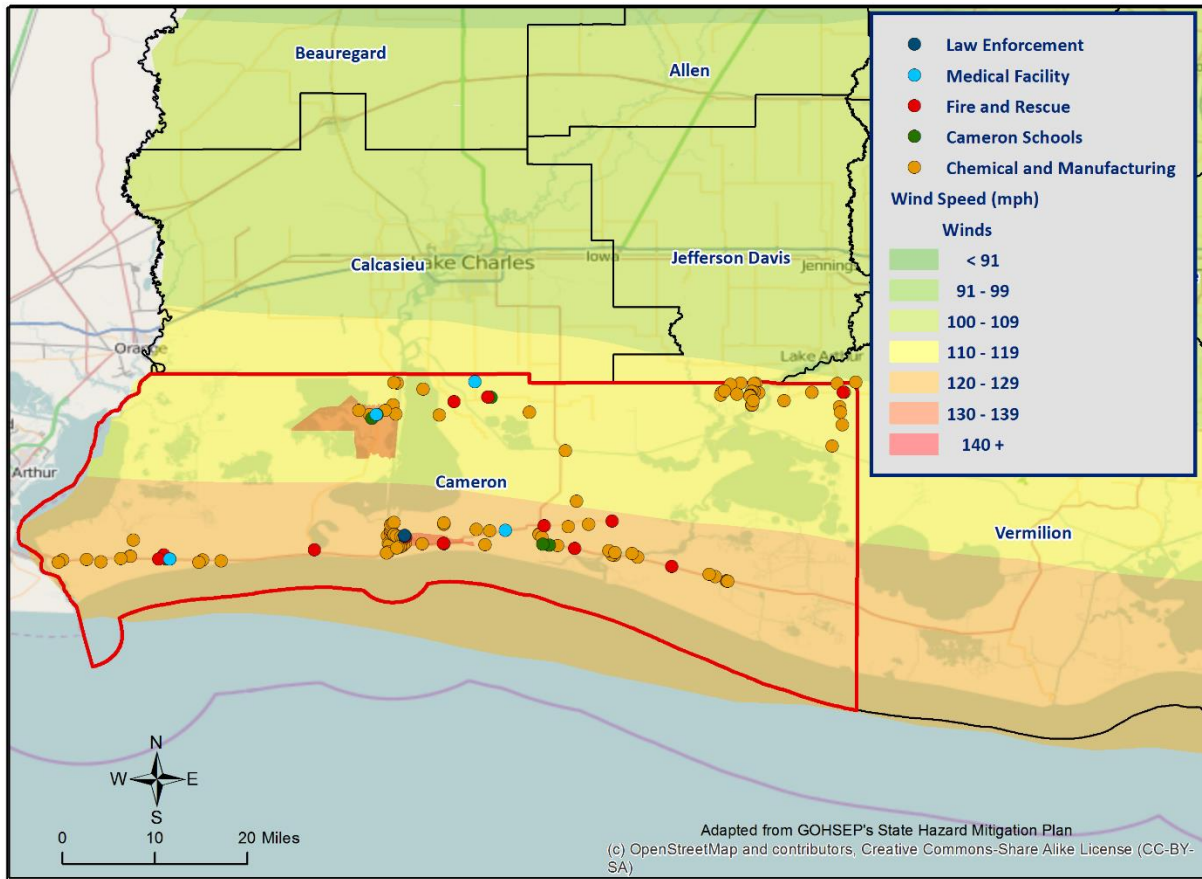 Beauregard
Allen
Calcasieu
Lake Charles
Iowa
Jefferson Davis
Jennings
Orange
Lake Arthur
Arthur
Cameron
Vermilion
Law Enforcement
Medical Facility
Fire and Rescue
Cameron Schools
Chemical and Manufacturing
Wind Speed (mph)
Winds
< 91
91 - 99
100 - 109
110 - 119
120 - 129
130 - 139
140 +
N
W E
S
0 10 20 Miles
Adapted from GOHSEP's State Hazard Mitigation Plan
(c) OpenStreetMap and contributors, Creative Commons-Share Alike License (CC-BY-
SA)